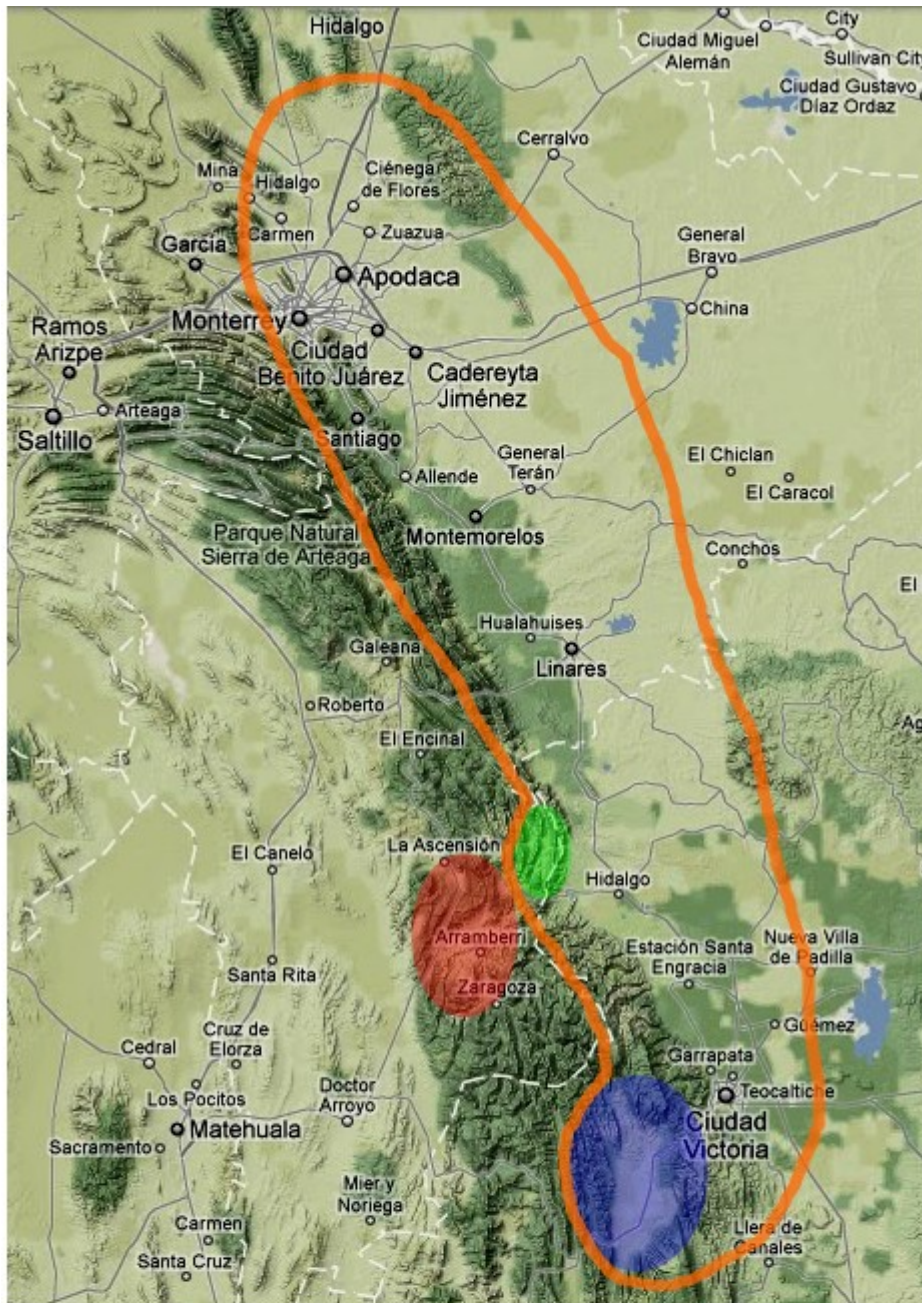 Hidalgo
City
Ciudad Miguel
Alemán
Sullivan City
Ciudad Gustavo
Díaz Ordaz
Cerralvo
Mina
Hidalgo
Ciénega
de Flores
Carmen
Zuazua
García
General
Bravo
Apodaca
China
Monterrey
Ramos
Arizpe
Ciudad
Benito Juárez
Cadereyta
Jiménez
Arteaga
Saltillo
Santiago
General
Terán
El Chiclan
Allende
El Caracol
Montemorelos
Parque Natural
Sierra de Arteaga
Conchos
El
Hualahuises
Galeana
Linares
Roberto
Ag
El Encinal
El Canelo
La Ascensión
Hidalgo
Arramberri
Estación Santa
Engracia
Nueva Villa
de Padilla
Santa Rita
Zaragoza
Güémez
Cruz de
Elorza
Cedral
Garrapata
Los Pocitos
Doctor
Arroyo
Teocaltiche
Matehuala
Ciudad
Victoria
Sacramento
Mier y
Noriega
Carmen
Llera de
Canales
Santa Cruz